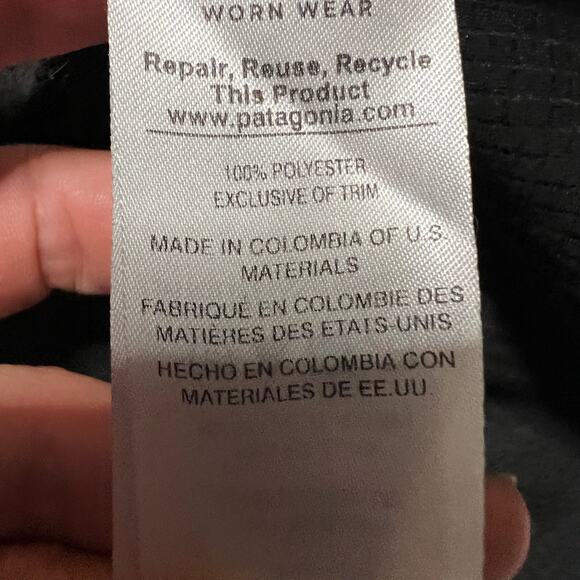 WORN WEAR
Repair, Reuse, Recycle
This Product
www.patagonia.com
100% POLYESTER
EXCLUSIVE OF TRIM
MADE IN COLOMBIA OF U.S.
MATERIALS
FABRIQUÉ EN COLOMBIE DES
MATIÈRES DES ETATS-UNIS
HECHO EN COLOMBIA CON
MATERIALES DE EE.UU.